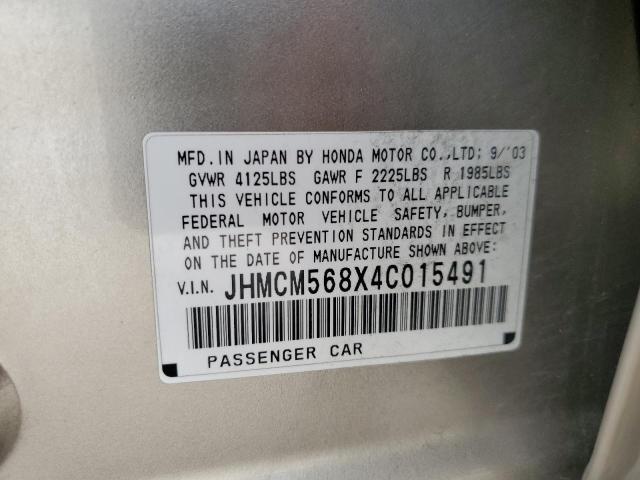 MFD. IN JAPAN BY HONDA MOTOR CO.,LTD; 9/'03
GVWR 4125LBS GAWR F 2225LBS R 1985LBS
THIS VEHICLE CONFORMS TO ALL APPLICABLE
FEDERAL MOTOR VEHICLE SAFETY, BUMPER,
AND THEFT PREVENTION STANDARDS IN EFFECT
ON THE DATE OF MANUFACTURE SHOWN ABOVE:
V.I.N. JHMCM568X4C015491
PASSENGER CAR